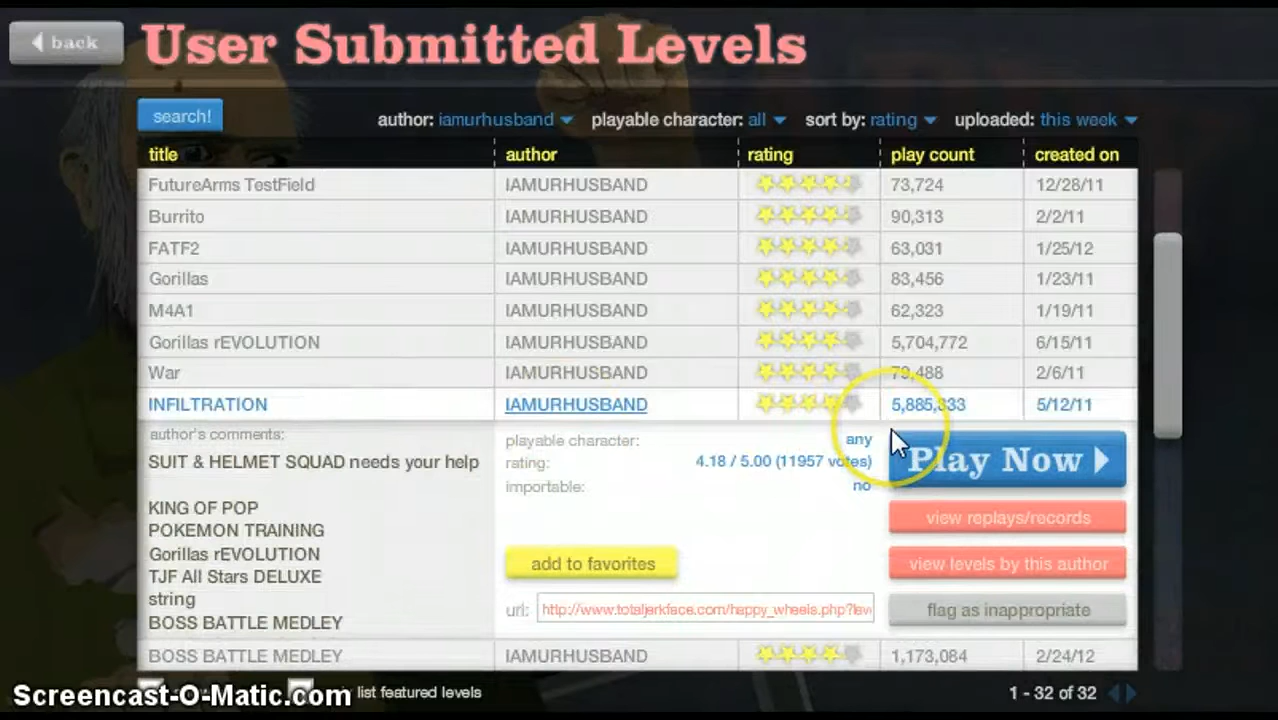 back
User Submitted Levels
search!
author: iamurhusband playable character: all sort by: rating uploaded: this week
title author rating play count created on
FutureArms TestField IAMURHUSBAND 73,724 12/28/11
Burrito IAMURHUSBAND 90,313 2/2/11
FATF2 IAMURHUSBAND 63,031 1/25/12
Gorillas IAMURHUSBAND 83,456 1/23/11
M4A1 IAMURHUSBAND 62,323 1/19/11
Gorillas rEVOLUTION IAMURHUSBAND 5,704,772 6/15/11
War IAMURHUSBAND 2/6/11
INFILTRATION IAMURHUSBAND 5,885,333 5/12/11
author's comments:
SUIT & HELMET SQUAD needs your help
KING OF POP
POKEMON TRAINING
Gorillas rEVOLUTION
TJF All Stars DELUXE
string
BOSS BATTLE MEDLEY
playable character: any
rating: 4.18 / 5.00 (11957 votes)
importable: no
add to favorites
url: http://www.totaljerkface.com/happy_wheels.php?lev
Play Now
view replays/records
view levels by this author
flag as inappropriate
BOSS BATTLE MEDLEY IAMURHUSBAND 1,173,084 2/24/12
Screencast-O-Matic.com list featured levels 1 - 32 of 32